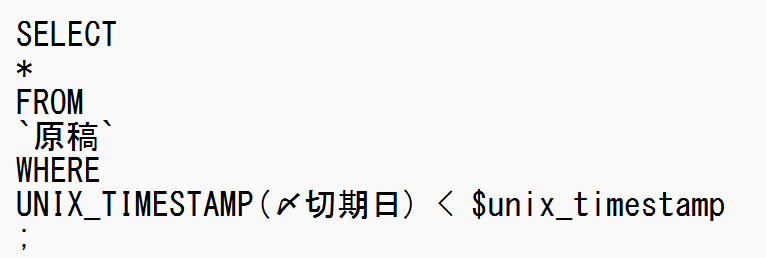 SELECT
*
FROM
`原稿`
WHERE
UNIX_TIMESTAMP(〆切期日) < $unix_timestamp
;